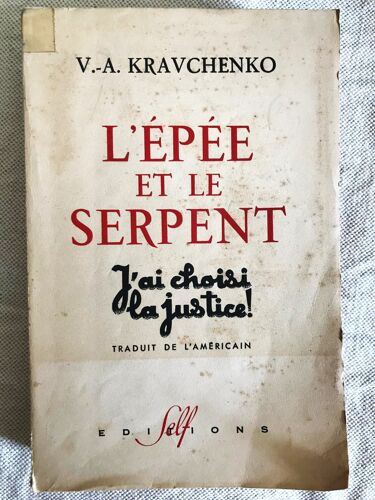 V.-A. KRAVCHENKO
L'ÉPÉE
ET LE
SERPENT
J'ai choisi
la justice!
TRADUIT DE L'AMÉRICAIN
EDITIONS
Self